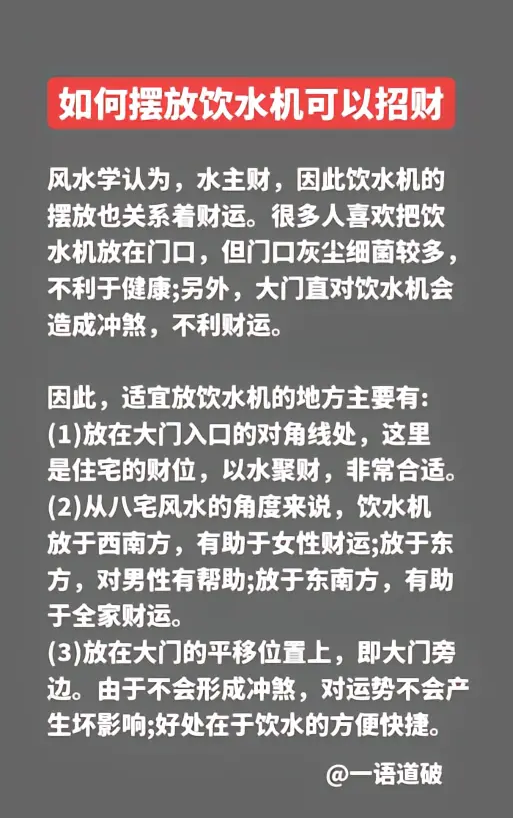 如何摆放饮水机可以招财
风水学认为，水主财，因此饮水机的
摆放也关系着财运。很多人喜欢把饮
水机放在门口，但门口灰尘细菌较多，
不利于健康;另外，大门直对饮水机会
造成冲煞，不利财运。
因此，适宜放饮水机的地方主要有:
(1)放在大门入口的对角线处，这里
是住宅的财位，以水聚财，非常合适。
(2)从八宅风水的角度来说，饮水机
放于西南方，有助于女性财运;放于东
方，对男性有帮助;放于东南方，有助
于全家财运。
(3)放在大门的平移位置上，即大门旁
边。由于不会形成冲煞，对运势不会产
生坏影响;好处在于饮水的方便快捷。
@一语道破